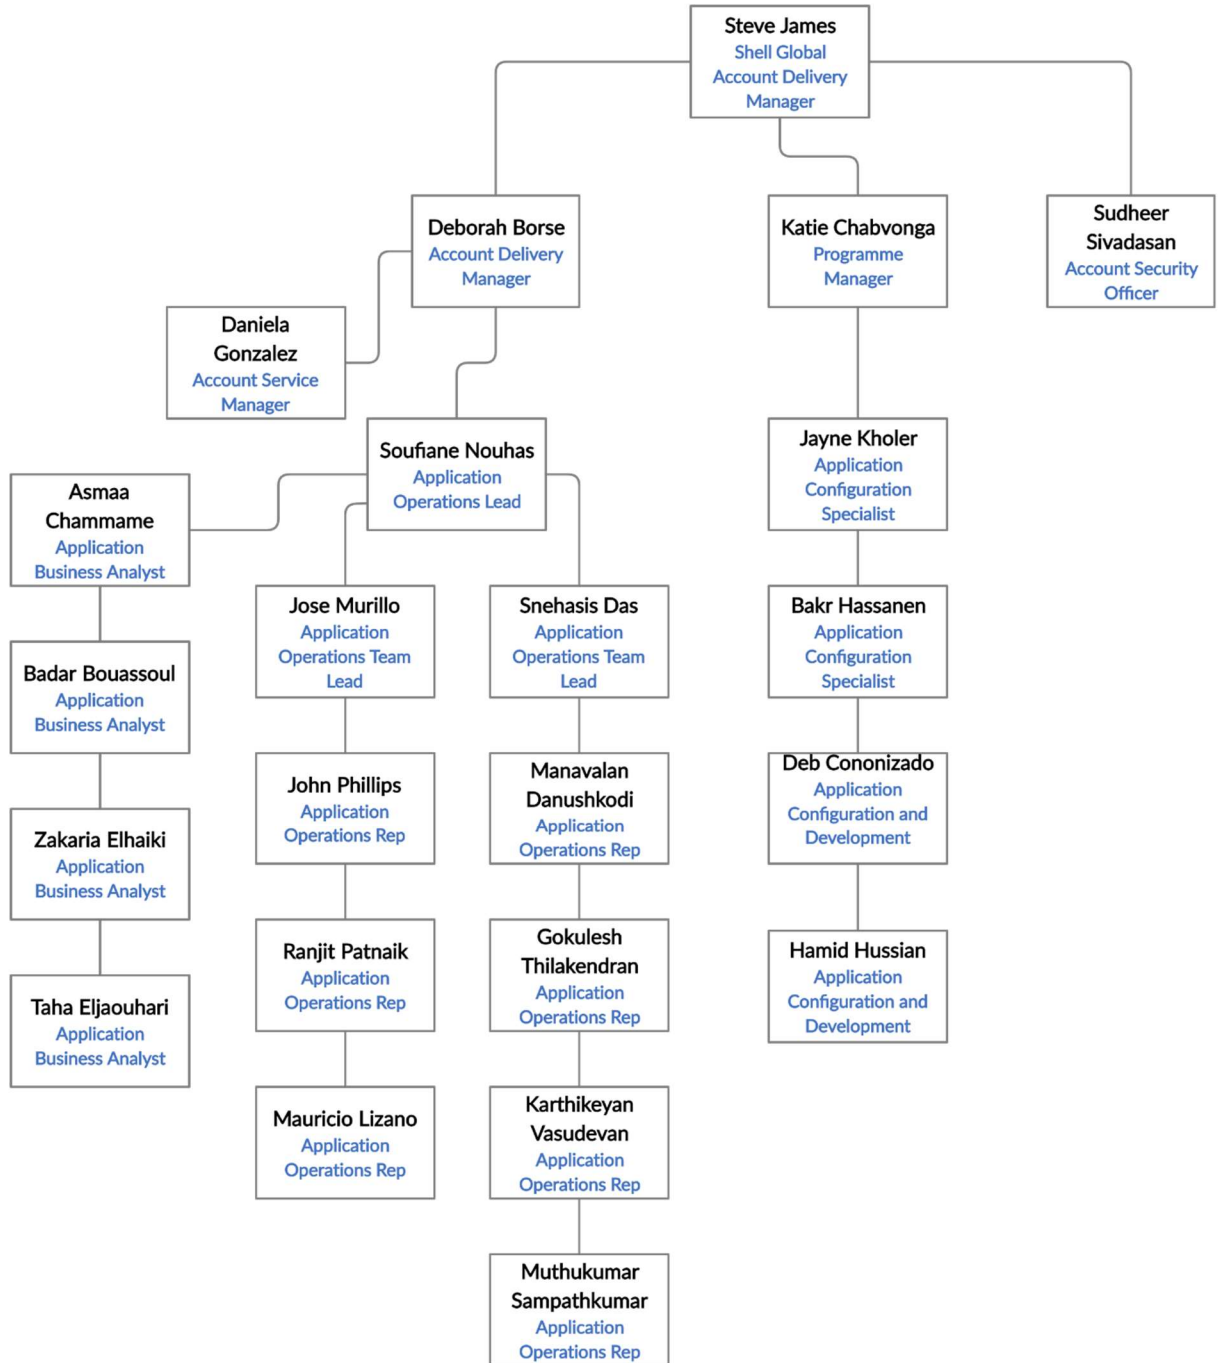 Steve James
Shell Global
Account Delivery
Manager
Deborah Borse
Account Delivery
Manager
Katie Chabvonga
Programme
Manager
Sudheer
Sivadasan
Account Security
Officer
Daniela
Gonzalez
Account Service
Manager
Soufiane Nouhas
Application
Operations Lead
Jayne Kholer
Application
Configuration
Specialist
Asmaa
Chammame
Application
Business Analyst
Jose Murillo
Application
Operations Team
Lead
Snehasis Das
Application
Operations Team
Lead
Bakr Hassanen
Application
Configuration
Specialist
Badar Bouassoul
Application
Business Analyst
John Phillips
Application
Operations Rep
Manavalan
Danushkodi
Application
Operations Rep
Deb Cononizado
Application
Configuration and
Development
Zakaria Elhaiki
Application
Business Analyst
Ranjit Patnaik
Application
Operations Rep
Gokulesh
Thilakendran
Application
Operations Rep
Hamid Hussian
Application
Configuration and
Development
Taha Eljaouhari
Application
Business Analyst
Mauricio Lizano
Application
Operations Rep
Karthikeyan
Vasudevan
Application
Operations Rep
Muthukumar
Sampathkumar
Application
Operations Rep